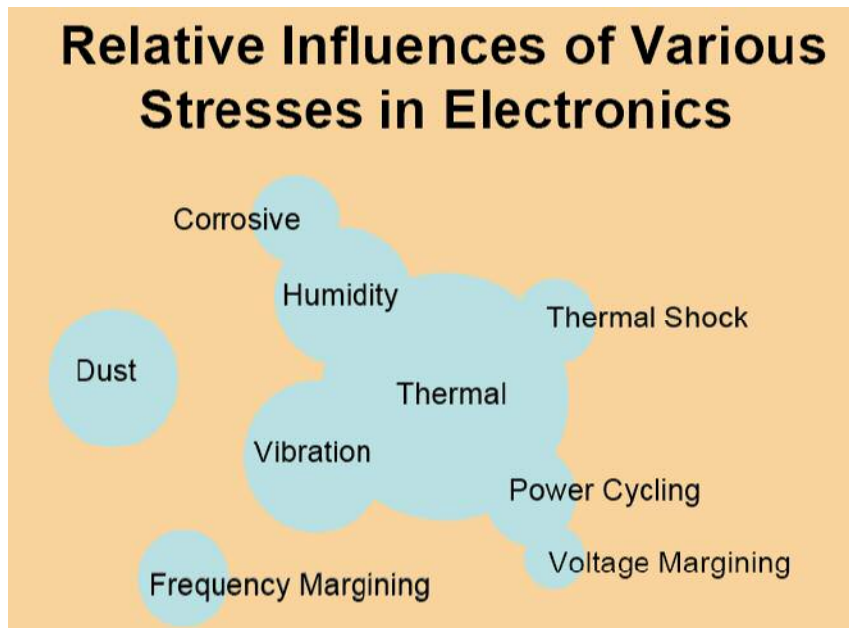 Relative Influences of Various
Stresses in Electronics
Corrosive
Humidity
Thermal Shock
Dust
Thermal
Vibration
Power Cycling
Voltage Margining
Frequency Margining